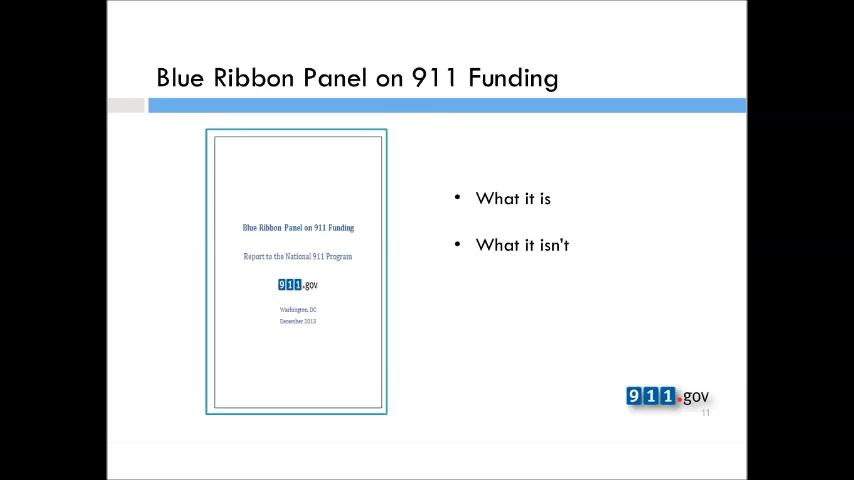 Blue Ribbon Panel on 911 Funding
Blue Ribbon Panel on 911 Funding
Report to the National 911 Program
911.gov
Washington, DC
December 2013
• What it is
• What it isn't
911.gov
11